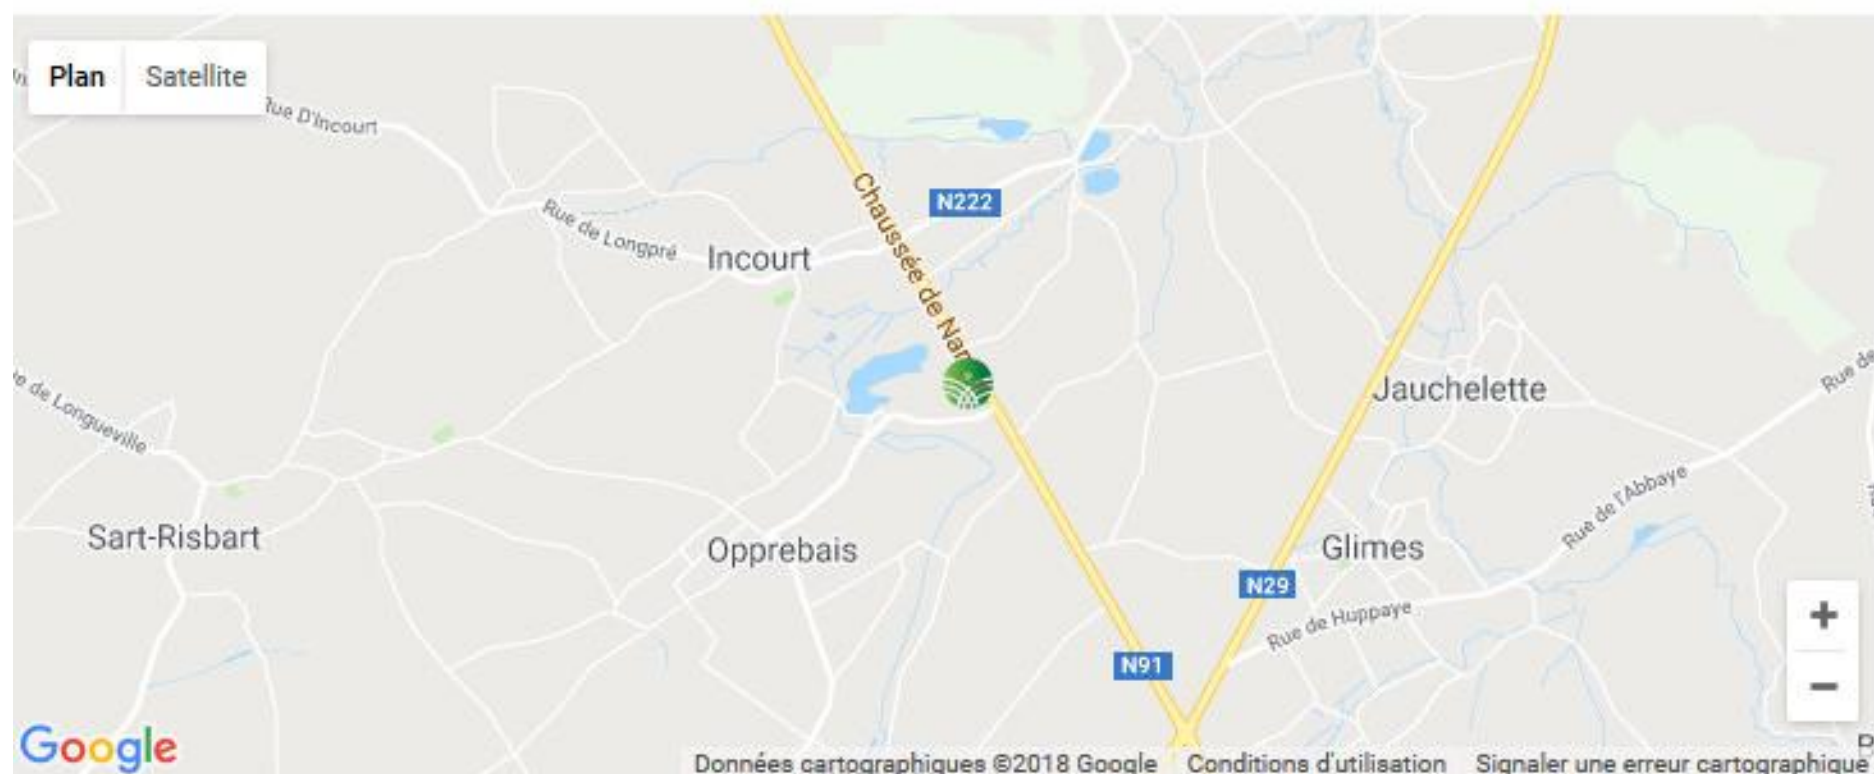 Plan
Satellite
Rue D'Incourt
N222
Chaussée de Nam
Rue de Longpré
Incourt
Jauchelette
Rue de
e de Longueville
Rue de l'Abbaye
Sart-Risbart
Opprebais
Glimes
N29
Rue de Huppaye
+
N91
−
Google
Données cartographiques ©2018 Google
Conditions d'utilisation
Signaler une erreur cartographique